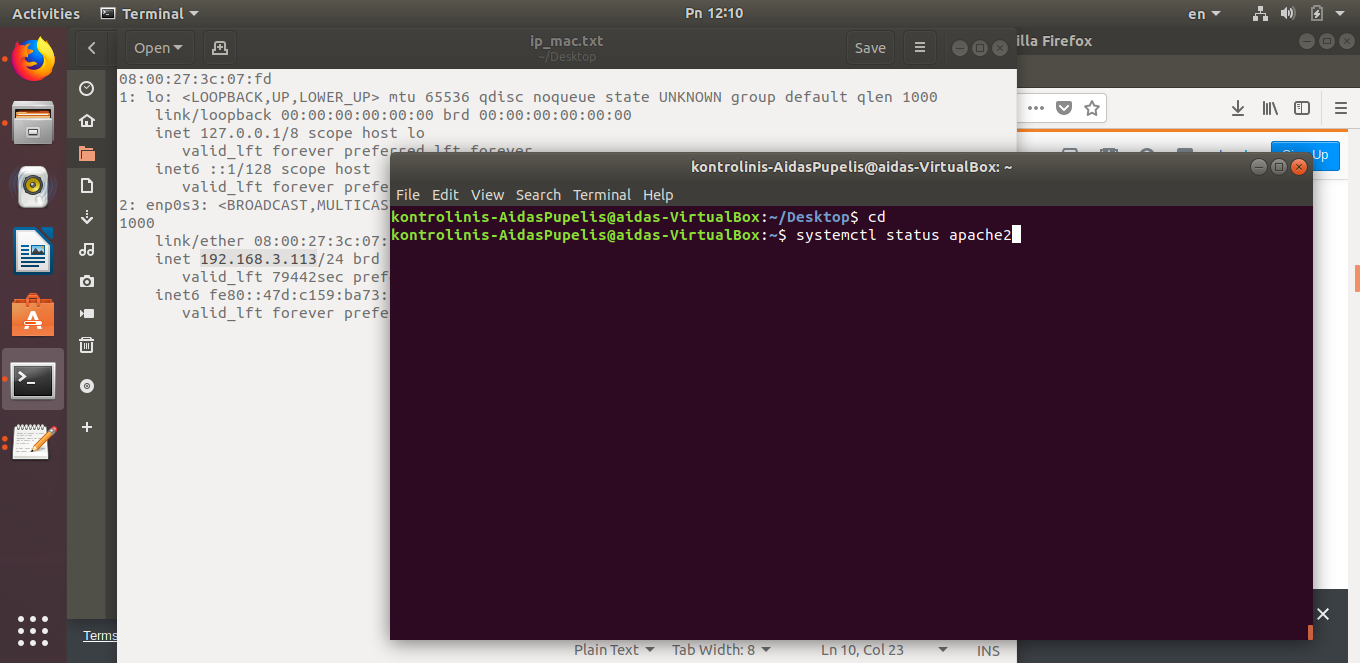 Activities Terminal Pn 12:10 en
Open ip_mac.txt Save
~/Desktop
illa Firefox
08:00:27:3c:07:fd
1: lo: <LOOPBACK,UP,LOWER_UP> mtu 65536 qdisc noqueue state UNKNOWN group default qlen 1000
link/loopback 00:00:00:00:00:00 brd 00:00:00:00:00:00
inet 127.0.0.1/8 scope host lo
valid_lft forever preferred_lft forever
inet6 ::1/128 scope host
valid_lft forever prefe
2: enp0s3: <BROADCAST,MULTICAS
1000
link/ether 08:00:27:3c:07:
inet 192.168.3.113/24 brd
valid_lft 79442sec pref
inet6 fe80::47d:c159:ba73:
valid_lft forever prefe
Up
kontrolinis-AidasPupelis@aidas-VirtualBox: ~
File Edit View Search Terminal Help
kontrolinis-AidasPupelis@aidas-VirtualBox:~/Desktop$ cd
kontrolinis-AidasPupelis@aidas-VirtualBox:~$ systemctl status apache2
Terms
Plain Text Tab Width: 8 Ln 10, Col 23 INS